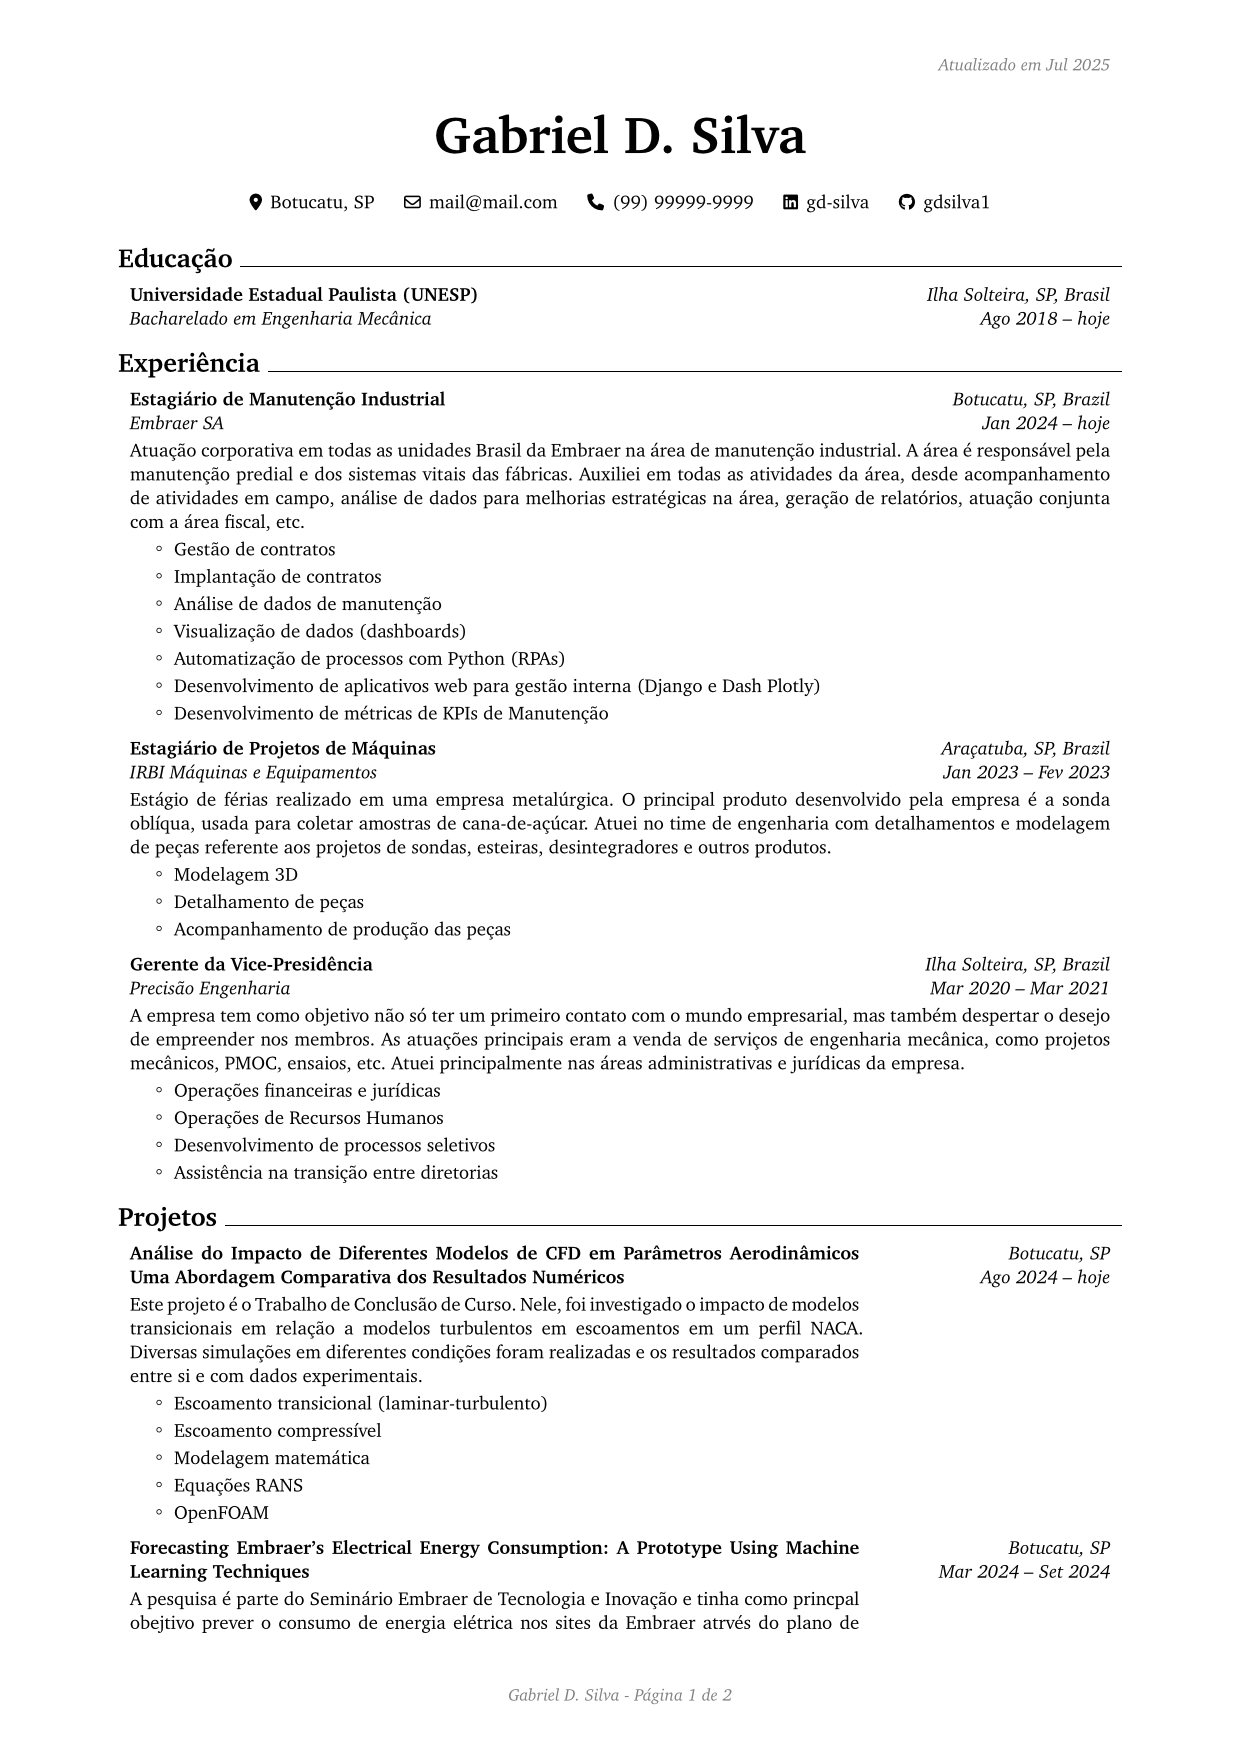 Atualizado em Jul 2025
Gabriel D. Silva
Botucatu, SP mail@mail.com (99) 99999-9999 gd-silva gdsilva1
Educação
Universidade Estadual Paulista (UNESP) Ilha Solteira, SP, Brasil
Bacharelado em Engenharia Mecânica Ago 2018 – hoje
Experiência
Estagiário de Manutenção Industrial Botucatu, SP, Brazil
Embraer SA Jan 2024 – hoje
Atuação corporativa em todas as unidades Brasil da Embraer na área de manutenção industrial. A área é responsável pela
manutenção predial e dos sistemas vitais das fábricas. Auxiliei em todas as atividades da área, desde acompanhamento
de atividades em campo, análise de dados para melhorias estratégicas na área, geração de relatórios, atuação conjunta
com a área fiscal, etc.
◦ Gestão de contratos
◦ Implantação de contratos
◦ Análise de dados de manutenção
◦ Visualização de dados (dashboards)
◦ Automatização de processos com Python (RPAs)
◦ Desenvolvimento de aplicativos web para gestão interna (Django e Dash Plotly)
◦ Desenvolvimento de métricas de KPIs de Manutenção
Estagiário de Projetos de Máquinas Araçatuba, SP, Brazil
IRBI Máquinas e Equipamentos Jan 2023 – Fev 2023
Estágio de férias realizado em uma empresa metalúrgica. O principal produto desenvolvido pela empresa é a sonda
oblíqua, usada para coletar amostras de cana-de-açúcar. Atuei no time de engenharia com detalhamentos e modelagem
de peças referente aos projetos de sondas, esteiras, desintegradores e outros produtos.
◦ Modelagem 3D
◦ Detalhamento de peças
◦ Acompanhamento de produção das peças
Gerente da Vice-Presidência Ilha Solteira, SP, Brazil
Precisão Engenharia Mar 2020 – Mar 2021
A empresa tem como objetivo não só ter um primeiro contato com o mundo empresarial, mas também despertar o desejo
de empreender nos membros. As atuações principais eram a venda de serviços de engenharia mecânica, como projetos
mecânicos, PMOC, ensaios, etc. Atuei principalmente nas áreas administrativas e jurídicas da empresa.
◦ Operações financeiras e jurídicas
◦ Operações de Recursos Humanos
◦ Desenvolvimento de processos seletivos
◦ Assistência na transição entre diretorias
Projetos
Análise do Impacto de Diferentes Modelos de CFD em Parâmetros Aerodinâmicos Botucatu, SP
Uma Abordagem Comparativa dos Resultados Numéricos Ago 2024 – hoje
Este projeto é o Trabalho de Conclusão de Curso. Nele, foi investigado o impacto de modelos
transicionais em relação a modelos turbulentos em escoamentos em um perfil NACA.
Diversas simulações em diferentes condições foram realizadas e os resultados comparados
entre si e com dados experimentais.
◦ Escoamento transicional (laminar-turbulento)
◦ Escoamento compressível
◦ Modelagem matemática
◦ Equações RANS
◦ OpenFOAM
Forecasting Embraer’s Electrical Energy Consumption: A Prototype Using Machine Botucatu, SP
Learning Techniques Mar 2024 – Set 2024
A pesquisa é parte do Seminário Embraer de Tecnologia e Inovação e tinha como princpal
obejtivo prever o consumo de energia elétrica nos sites da Embraer atrvés do plano de
Gabriel D. Silva - Página 1 de 2